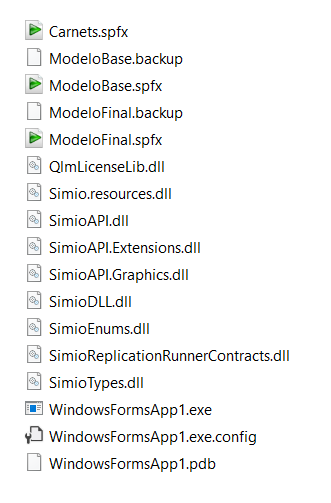 Carnets.spfx
ModeloBase.backup
ModeloBase.spfx
ModeloFinal.backup
ModeloFinal.spfx
QlmLicenseLib.dll
Simio.resources.dll
SimioAPI.dll
SimioAPI.Extensions.dll
SimioAPI.Graphics.dll
SimioDLL.dll
SimioEnums.dll
SimioReplicationRunnerContracts.dll
SimioTypes.dll
WindowsFormsApp1.exe
WindowsFormsApp1.exe.config
WindowsFormsApp1.pdb